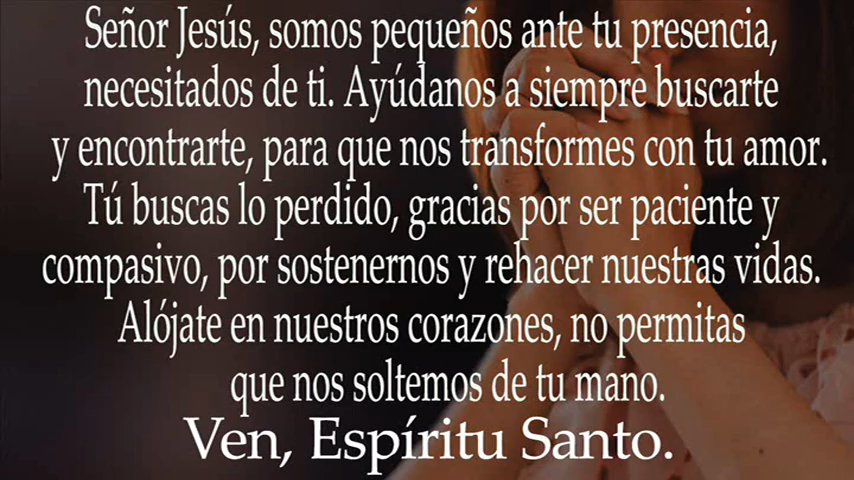 Señor Jesús, somos pequeños ante tu presencia,
necesitados de ti. Ayúdanos a siempre buscarte
y encontrarte, para que nos transformes con tu amor.
Tú buscas lo perdido, gracias por ser paciente y
compasivo, por sostenernos y rehacer nuestras vidas.
Alójate en nuestros corazones, no permitas
que nos soltemos de tu mano.
Ven, Espíritu Santo.